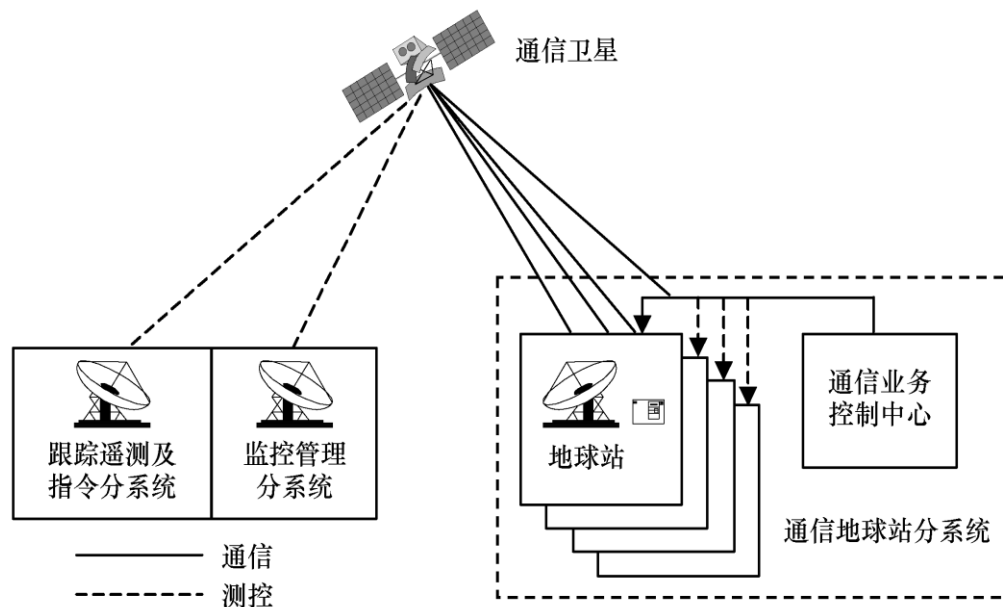 通信卫星
跟踪遥测及
指令分系统
监控管理
分系统
地球站
通信业务
控制中心
通信地球站分系统
通信
测控